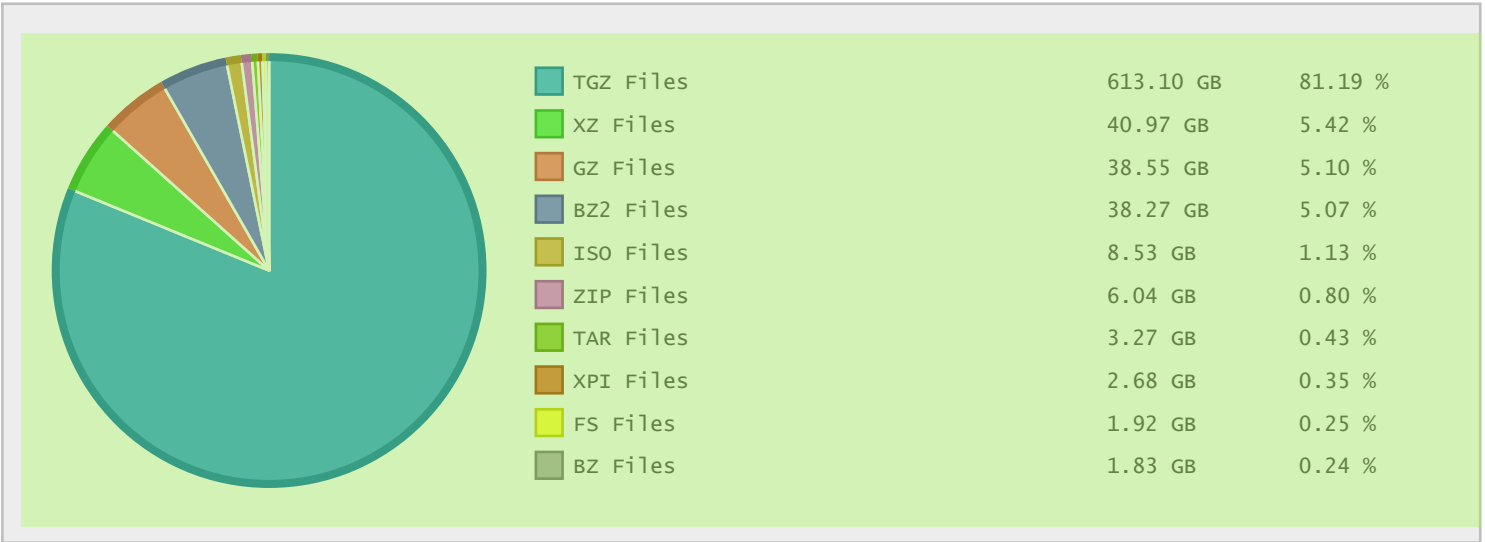 TGZ Files 613.10 GB 81.19 %
XZ Files 40.97 GB 5.42 %
GZ Files 38.55 GB 5.10 %
BZ2 Files 38.27 GB 5.07 %
ISO Files 8.53 GB 1.13 %
ZIP Files 6.04 GB 0.80 %
TAR Files 3.27 GB 0.43 %
XPI Files 2.68 GB 0.35 %
FS Files 1.92 GB 0.25 %
BZ Files 1.83 GB 0.24 %